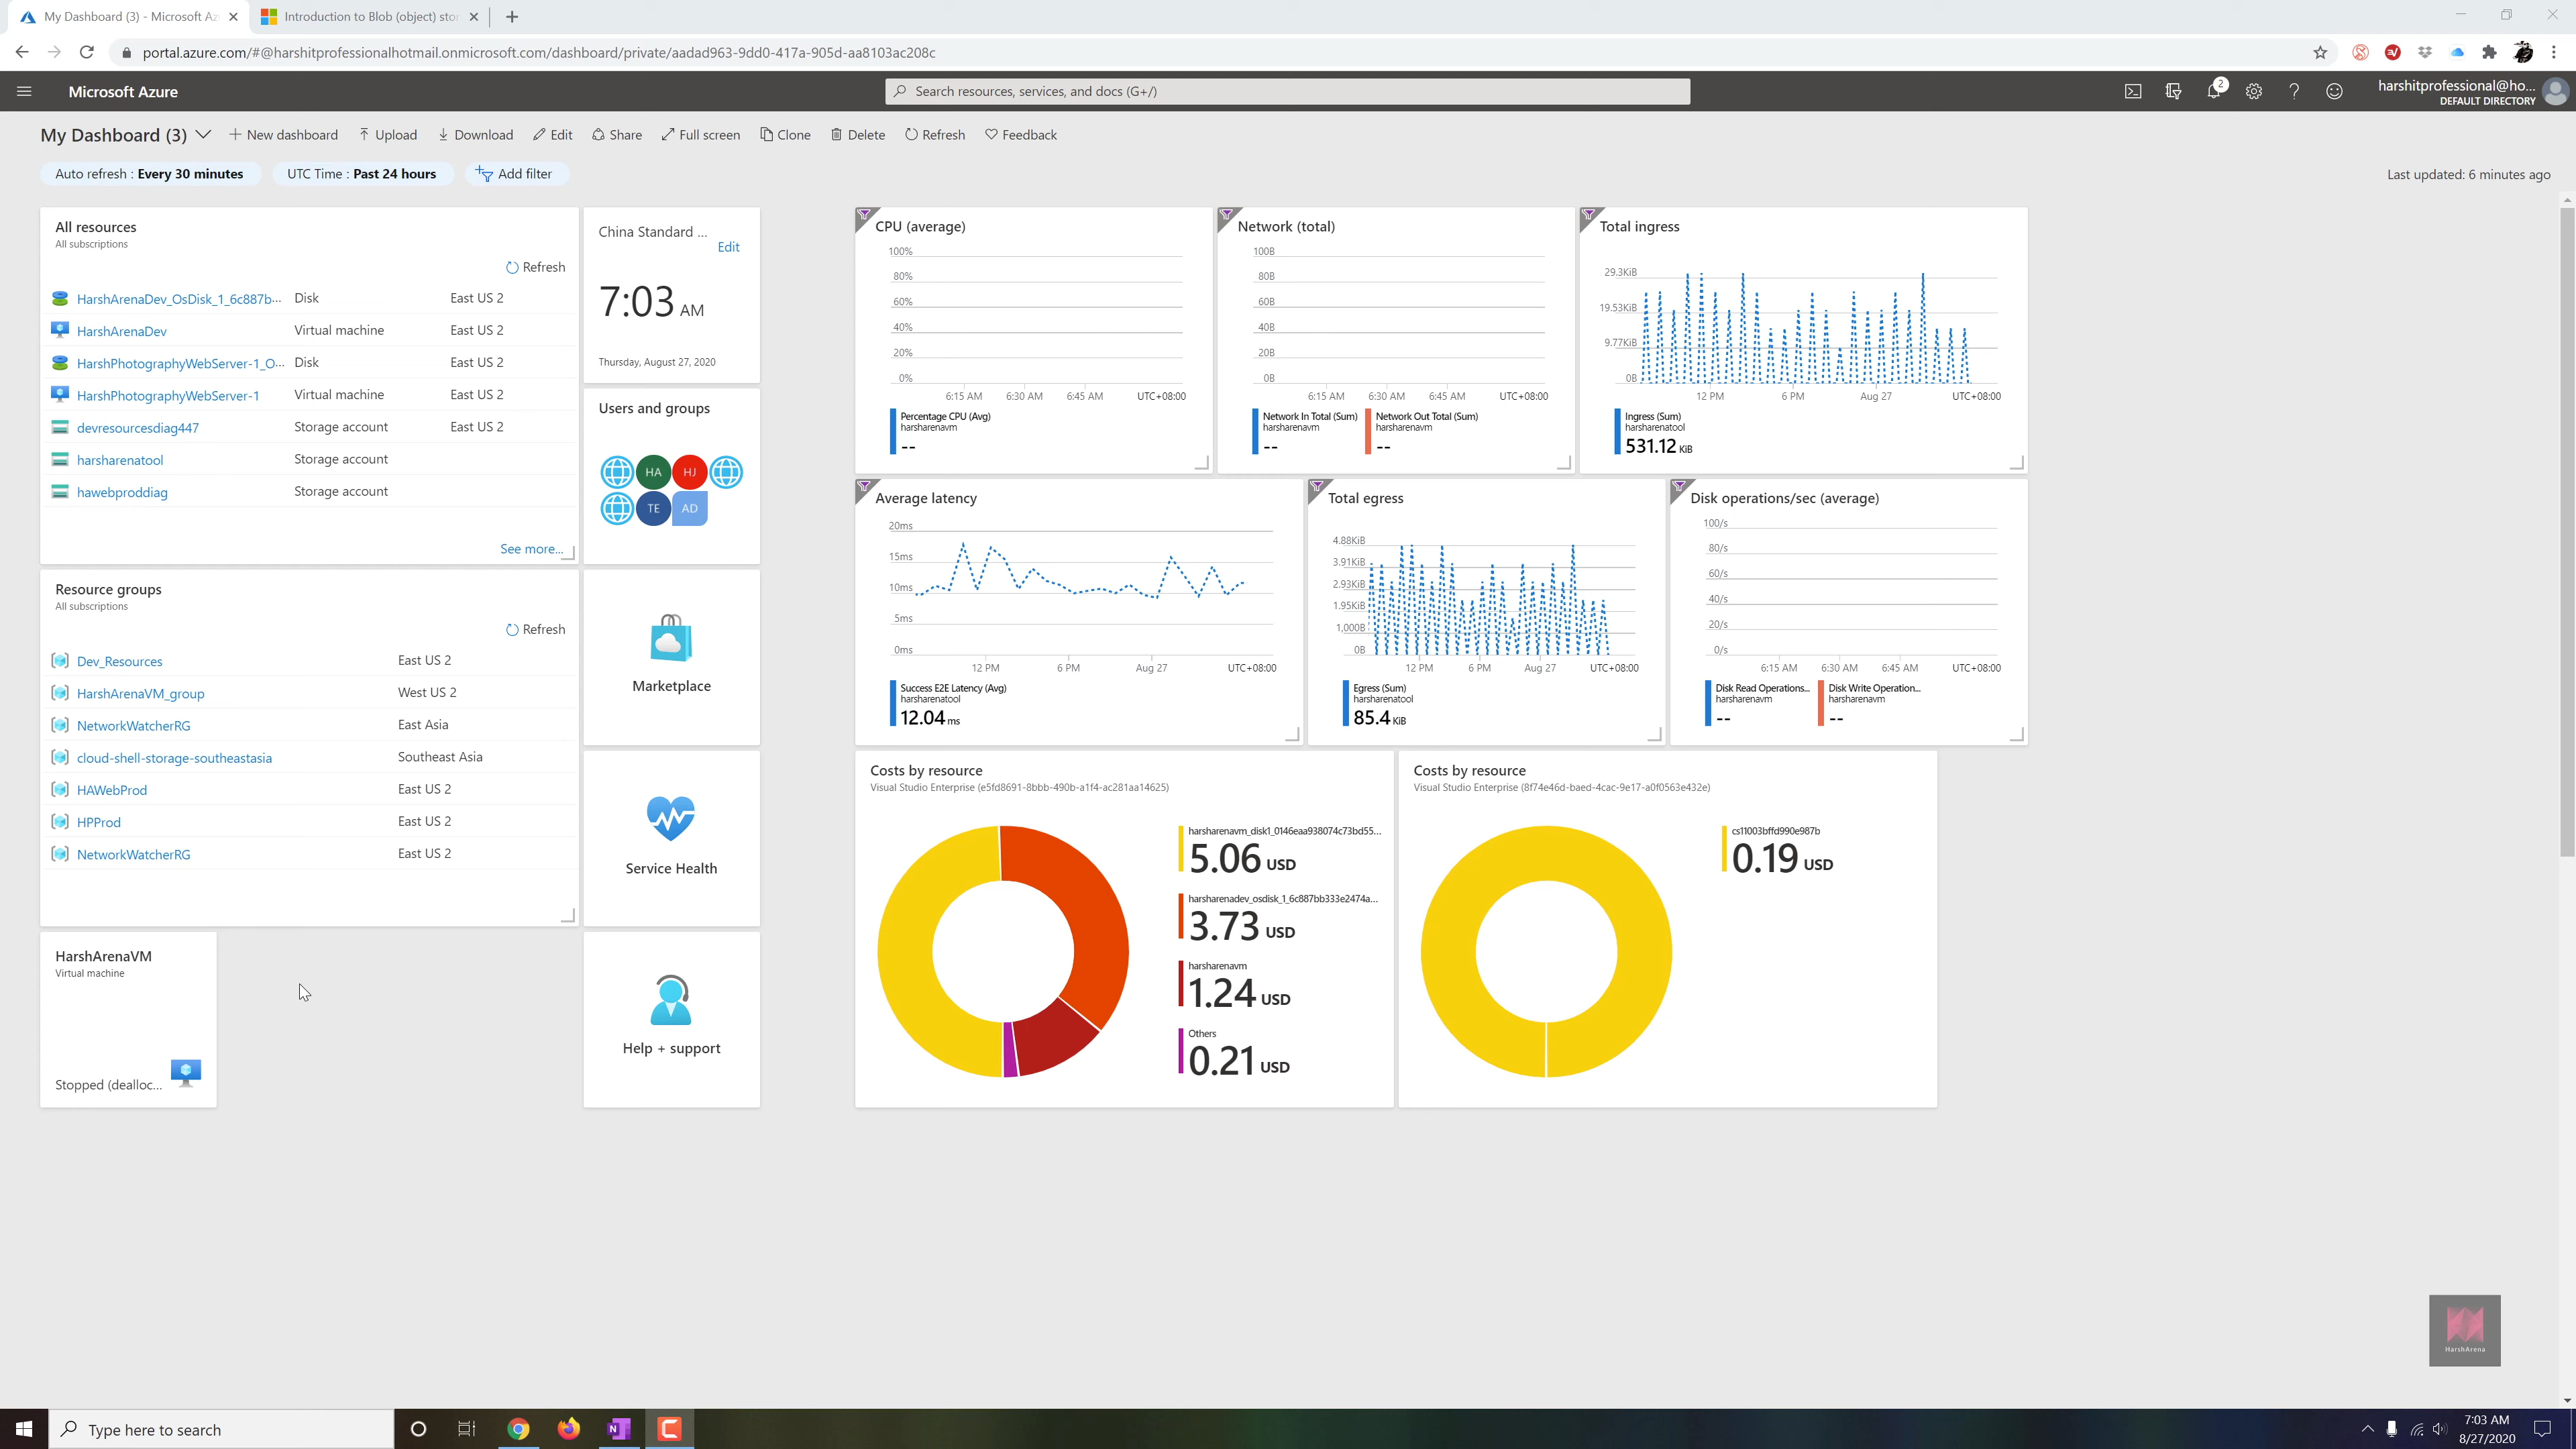 My Dashboard (3) - Microsoft Az
Introduction to Blob (object) stor
portal.azure.com/#@harshitprofessionalhotmail.onmicrosoft.com/dashboard/private/aadad963-9dd0-417a-905d-aa8103ac208c
Microsoft Azure
Search resources, services, and docs (G+/)
2
harshitprofessional@ho...
DEFAULT DIRECTORY
My Dashboard (3)
New dashboard
Upload
Download
Edit
Share
Full screen
Clone
Delete
Refresh
Feedback
Auto refresh : Every 30 minutes
UTC Time : Past 24 hours
Add filter
Last updated: 6 minutes ago
All resources
All subscriptions
Refresh
HarshArenaDev_OsDisk_1_6c887b... Disk East US 2
HarshArenaDev Virtual machine East US 2
HarshPhotographyWebServer-1_O... Disk East US 2
HarshPhotographyWebServer-1 Virtual machine East US 2
devresourcesdiag447 Storage account East US 2
harsharenatool Storage account
hawebproddiag Storage account
See more...
Resource groups
All subscriptions
Refresh
Dev_Resources East US 2
HarshArenaVM_group West US 2
NetworkWatcherRG East Asia
cloud-shell-storage-southeastasia Southeast Asia
HAWebProd East US 2
HPProd East US 2
NetworkWatcherRG East US 2
HarshArenaVM
Virtual machine
Stopped (dealloc...
China Standard ...
Edit
7:03 AM
Thursday, August 27, 2020
Users and groups
HA HJ
TE AD
Marketplace
Service Health
Help + support
CPU (average)
100%
80%
60%
40%
20%
0%
6:15 AM 6:30 AM 6:45 AM UTC+08:00
Percentage CPU (Avg)
harsharenavm
--
Network (total)
100B
80B
60B
40B
20B
0B
6:15 AM 6:30 AM 6:45 AM UTC+08:00
Network In Total (Sum)
harsharenavm
--
Network Out Total (Sum)
harsharenavm
--
Total ingress
29.3KiB
19.53KiB
9.77KiB
0B
12 PM 6 PM Aug 27 UTC+08:00
Ingress (Sum)
harsharenatool
531.12 KiB
Average latency
20ms
15ms
10ms
5ms
0ms
12 PM 6 PM Aug 27 UTC+08:00
Success E2E Latency (Avg)
harsharenatool
12.04 ms
Total egress
4.88KiB
3.91KiB
2.93KiB
1.95KiB
1,000B
0B
12 PM 6 PM Aug 27 UTC+08:00
Egress (Sum)
harsharenatool
85.4 KiB
Disk operations/sec (average)
100/s
80/s
60/s
40/s
20/s
0/s
6:15 AM 6:30 AM 6:45 AM UTC+08:00
Disk Read Operations...
harsharenavm
--
Disk Write Operation...
harsharenavm
--
Costs by resource
Visual Studio Enterprise (e5fd8691-8bbb-490b-a1f4-ac281aa14625)
harsharenavm_disk1_0146eaa938074c73bd55...
5.06 USD
harsharenadev_osdisk_1_6c887bb333e2474a...
3.73 USD
harsharenavm
1.24 USD
Others
0.21 USD
Costs by resource
Visual Studio Enterprise (8f74e46d-baed-4cac-9e17-a0f0563e432e)
cs11003bffd990e987b
0.19 USD
HarshArena
Type here to search
7:03 AM
8/27/2020